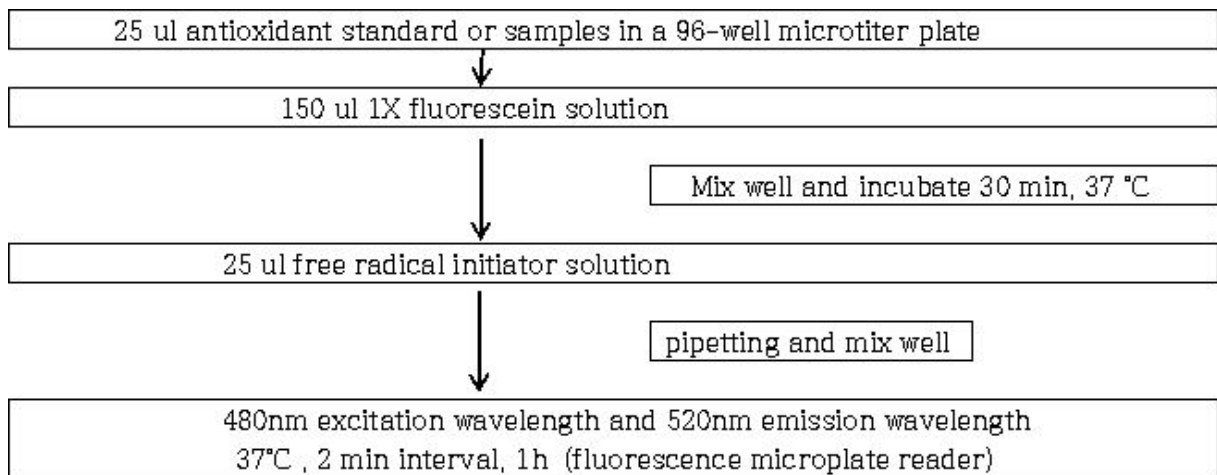 25 ul antioxidant standard or samples in a 96-well microtiter plate
150 ul 1X fluorescein solution
Mix well and incubate 30 min, 37 °C
25 ul free radical initiator solution
pipetting and mix well
480nm excitation wavelength and 520nm emission wavelength
37°C , 2 min interval, 1h (fluorescence microplate reader)